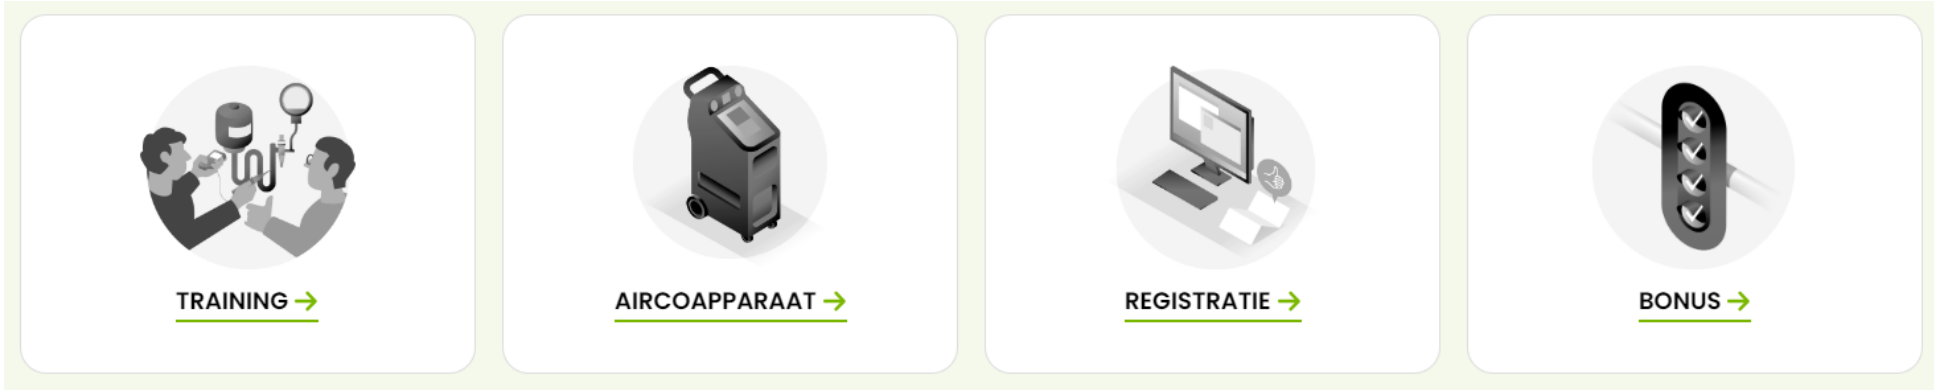 TRAINING →
AIRCOAPPARAAT →
REGISTRATIE →
BONUS →